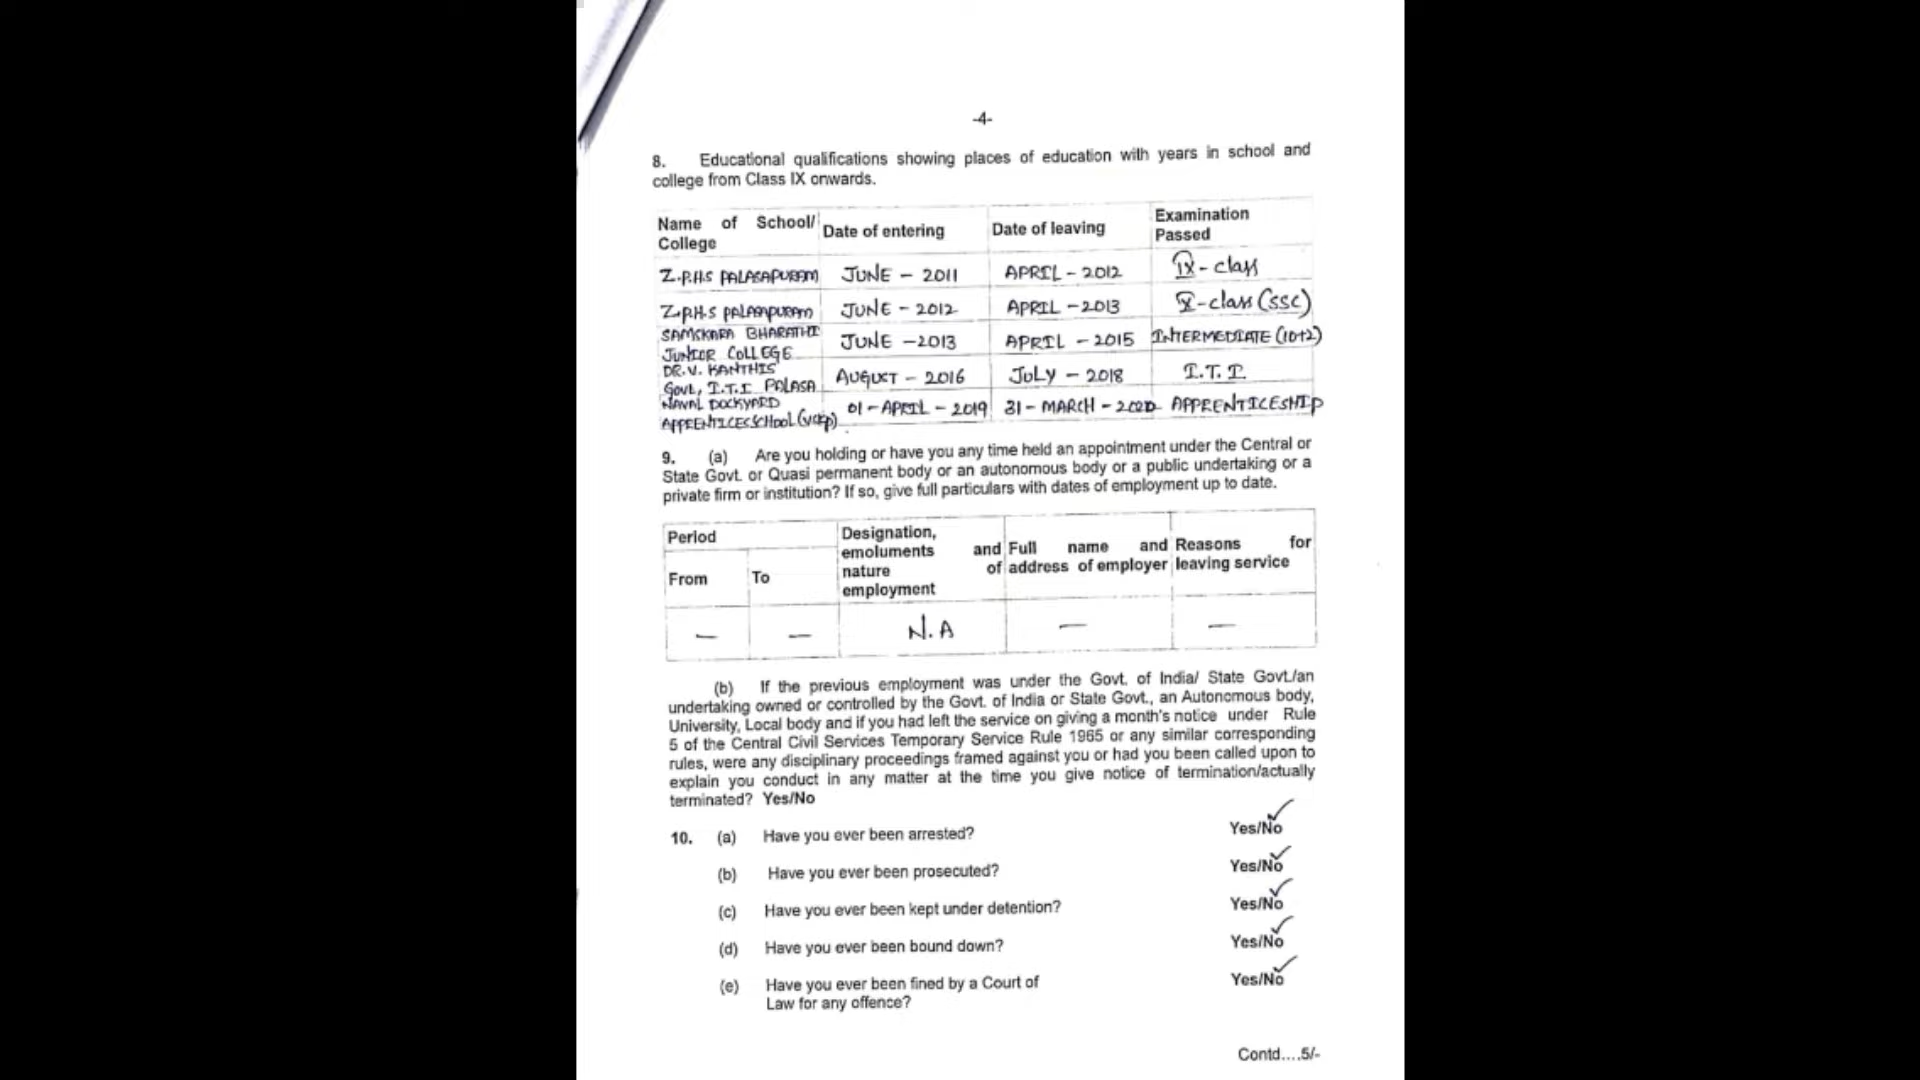 -4-
8. Educational qualifications showing places of education with years in school and
college from Class IX onwards.
Name of School/ College Date of entering Date of leaving Examination Passed
Z.P.H.S PALASAPURAM JUNE - 2011 APRIL - 2012 IX - class
Z.P.H.S PALASAPURAM JUNE - 2012 APRIL - 2013 X - class (SSC)
SAMSKARA BHARATHI JUNIOR COLLEGE JUNE - 2013 APRIL - 2015 INTERMEDIATE (10+2)
DR.V. KANTHIS GOVT, I.T.I PALASA AUGUST - 2016 JULY - 2018 I.T.I
NAVAL DOCKYARD APPRENTICES SCHOOL 01 - APRIL - 2019 31 - MARCH - 2020 APPRENTICESHIP
9. (a) Are you holding or have you any time held an appointment under the Central or
State Govt. or Quasi permanent body or an autonomous body or a public undertaking or a
private firm or institution? If so, give full particulars with dates of employment up to date.
Period
From To
Designation, emoluments and nature of employment
Full name and address of employer
Reasons for leaving service
— — N.A — —
(b) If the previous employment was under the Govt. of India/ State Govt./an
undertaking owned or controlled by the Govt. of India or State Govt., an Autonomous body,
University, Local body and if you had left the service on giving a month's notice under Rule
5 of the Central Civil Services Temporary Service Rule 1965 or any similar corresponding
rules, were any disciplinary proceedings framed against you or had you been called upon to
explain you conduct in any matter at the time you give notice of termination/actually
terminated? Yes/No
10. (a) Have you ever been arrested? Yes/No
(b) Have you ever been prosecuted? Yes/No
(c) Have you ever been kept under detention? Yes/No
(d) Have you ever been bound down? Yes/No
(e) Have you ever been fined by a Court of Yes/No
Law for any offence?
Contd....5/-